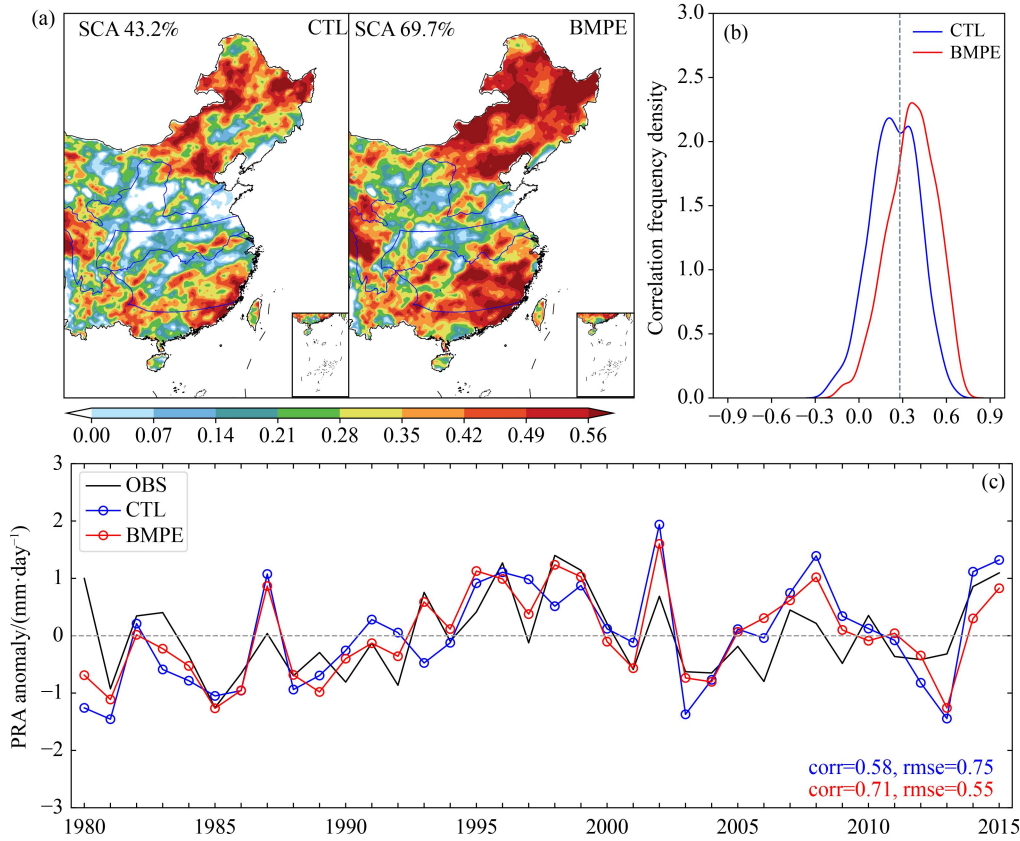 (a)
SCA 43.2%
CTL
SCA 69.7%
BMPE
0.00 0.07 0.14 0.21 0.28 0.35 0.42 0.49 0.56
(b)
CTL
BMPE
Correlation frequency density
3.0
2.5
2.0
1.5
1.0
0.5
0.0
−0.9 −0.6 −0.3 0.0 0.3 0.6 0.9
(c)
OBS
CTL
BMPE
PRA anomaly/(mm·day⁻¹)
3
2
1
0
−1
−2
−3
corr=0.58, rmse=0.75
corr=0.71, rmse=0.55
1980 1985 1990 1995 2000 2005 2010 2015